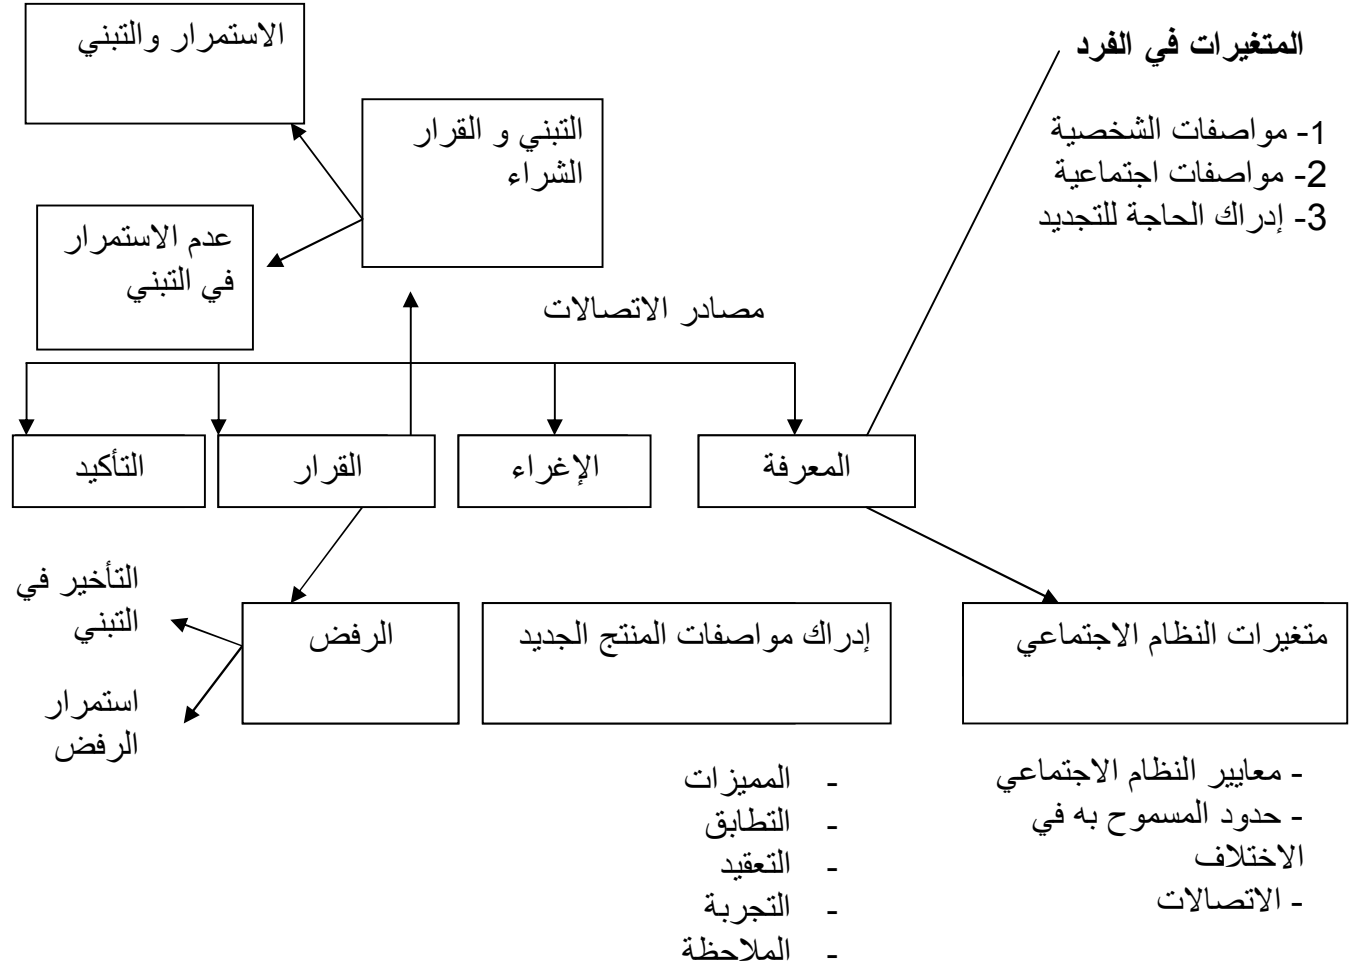 المتغيرات في الفرد
1- مواصفات الشخصية
2- مواصفات اجتماعية
3- إدراك الحاجة للتجديد
الاستمرار والتبني
التبني و القرار
الشراء
عدم الاستمرار
في التبني
مصادر الاتصالات
المعرفة
الإغراء
القرار
التأكيد
متغيرات النظام الاجتماعي
- معايير النظام الاجتماعي
- حدود المسموح به في
الاختلاف
- الاتصالات
إدراك مواصفات المنتج الجديد
- المميزات
- التطابق
- التعقيد
- التجربة
- الملاحظة
الرفض
التأخير في
التبني
استمرار
الرفض